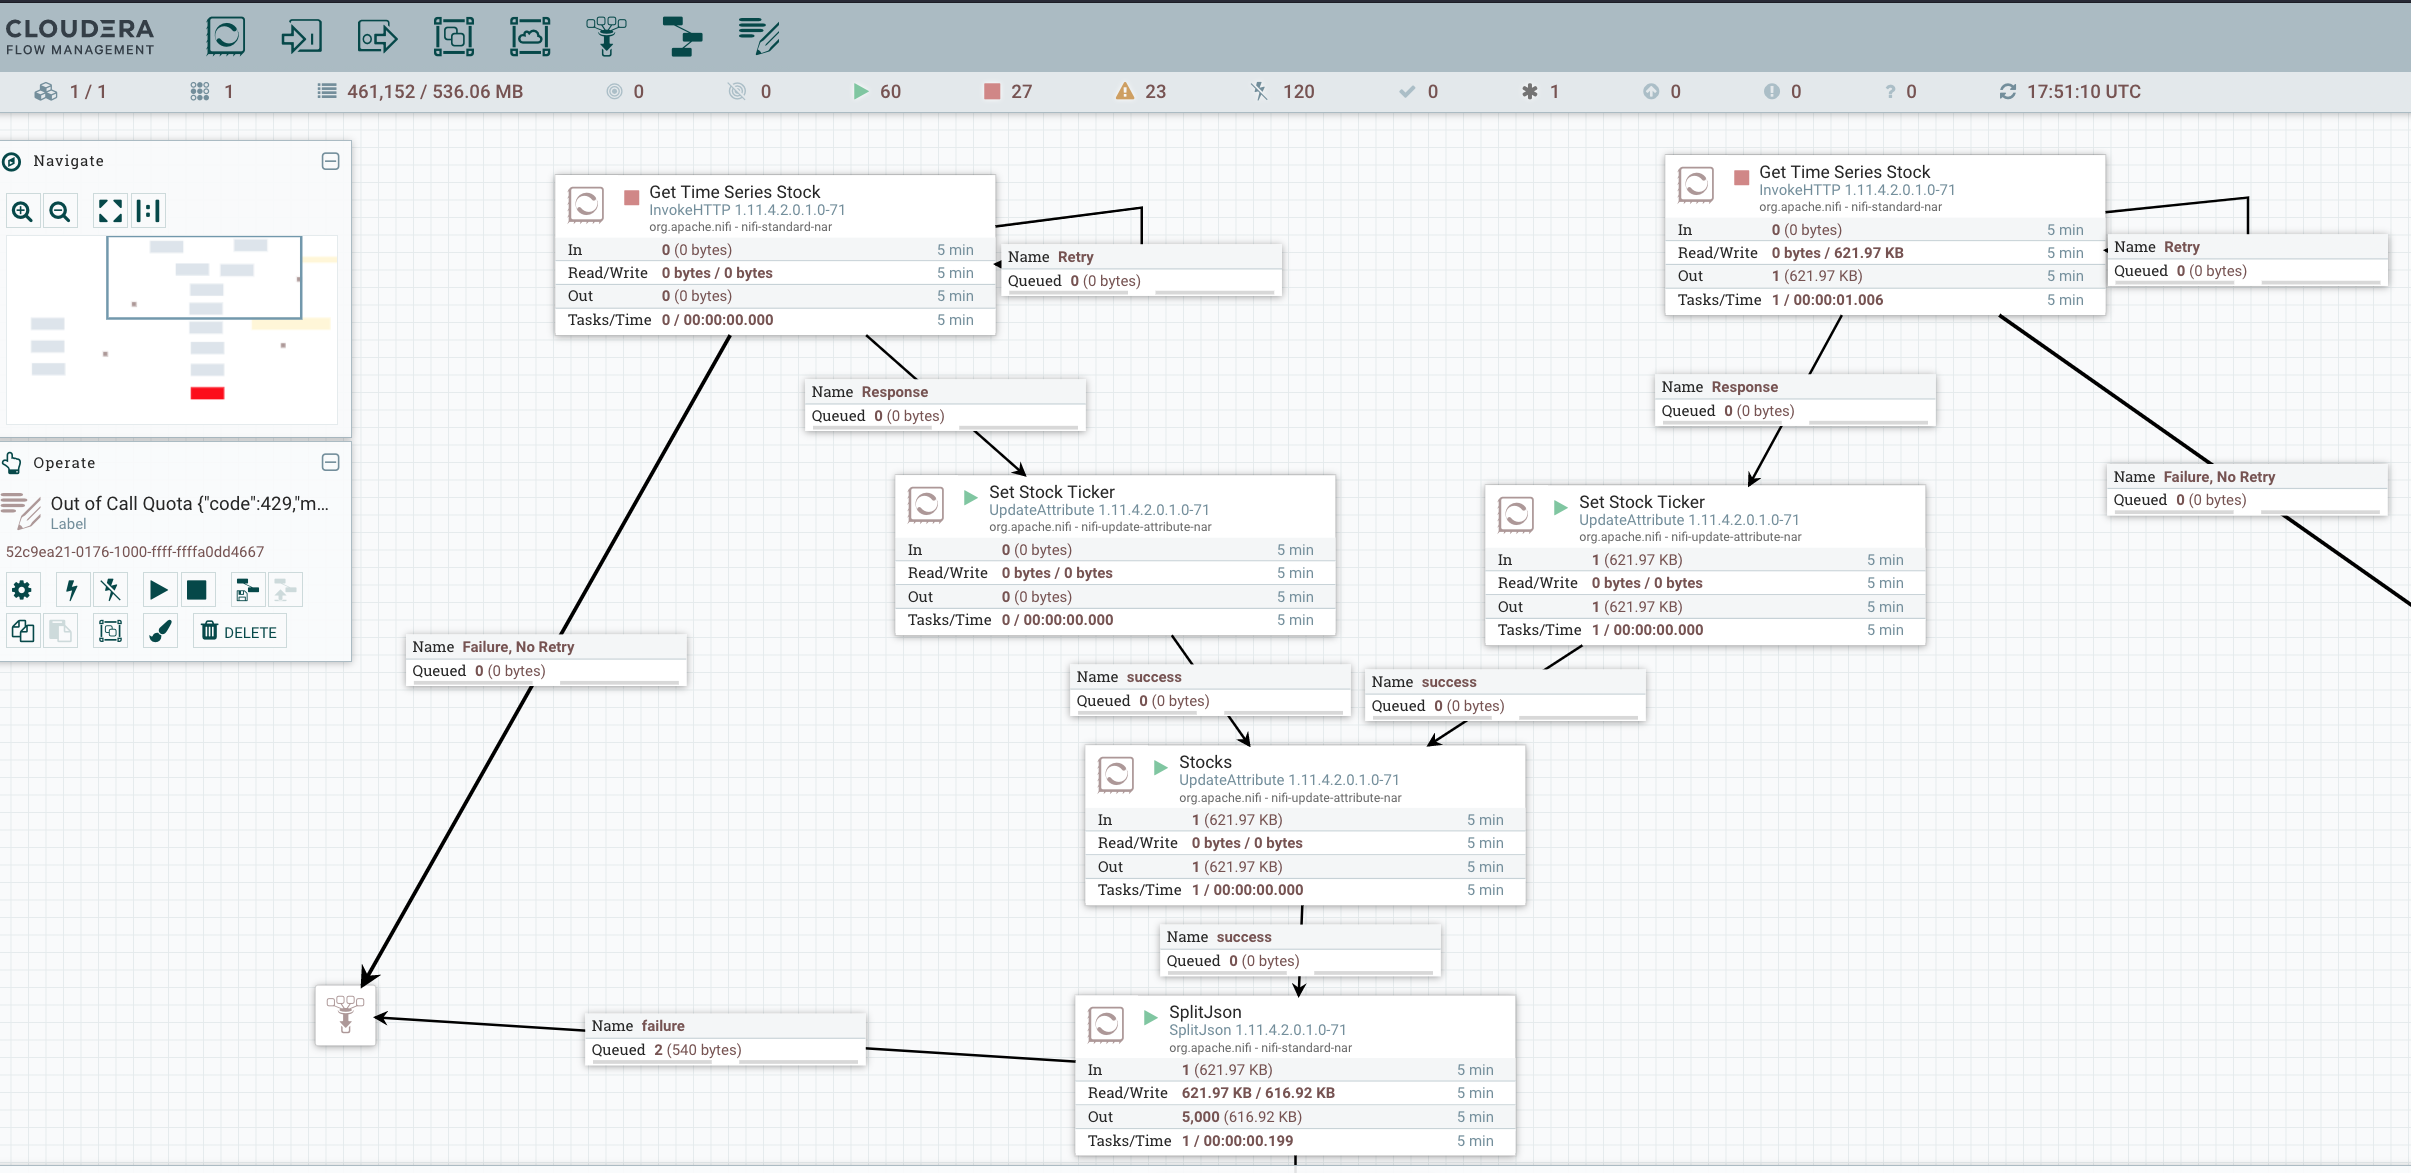 CLOUDERA
FLOW MANAGEMENT
1 / 1
1
461,152 / 536.06 MB
0
0
60
27
23
120
0
1
0
0
? 0
17:51:10 UTC
Navigate
Operate
Out of Call Quota {"code":429,"m...
Label
52c9ea21-0176-1000-ffff-ffffa0dd4667
DELETE
Get Time Series Stock
InvokeHTTP 1.11.4.2.0.1.0-71
org.apache.nifi - nifi-standard-nar
In 0 (0 bytes) 5 min
Read/Write 0 bytes / 0 bytes 5 min
Out 0 (0 bytes) 5 min
Tasks/Time 0 / 00:00:00.000 5 min
Name Retry
Queued 0 (0 bytes)
Get Time Series Stock
InvokeHTTP 1.11.4.2.0.1.0-71
org.apache.nifi - nifi-standard-nar
In 0 (0 bytes) 5 min
Read/Write 0 bytes / 621.97 KB 5 min
Out 1 (621.97 KB) 5 min
Tasks/Time 1 / 00:00:01.006 5 min
Name Retry
Queued 0 (0 bytes)
Name Response
Queued 0 (0 bytes)
Name Response
Queued 0 (0 bytes)
Name Failure, No Retry
Queued 0 (0 bytes)
Set Stock Ticker
UpdateAttribute 1.11.4.2.0.1.0-71
org.apache.nifi - nifi-update-attribute-nar
In 0 (0 bytes) 5 min
Read/Write 0 bytes / 0 bytes 5 min
Out 0 (0 bytes) 5 min
Tasks/Time 0 / 00:00:00.000 5 min
Set Stock Ticker
UpdateAttribute 1.11.4.2.0.1.0-71
org.apache.nifi - nifi-update-attribute-nar
In 1 (621.97 KB) 5 min
Read/Write 0 bytes / 0 bytes 5 min
Out 1 (621.97 KB) 5 min
Tasks/Time 1 / 00:00:00.000 5 min
Name Failure, No Retry
Queued 0 (0 bytes)
Name success
Queued 0 (0 bytes)
Name success
Queued 0 (0 bytes)
Stocks
UpdateAttribute 1.11.4.2.0.1.0-71
org.apache.nifi - nifi-update-attribute-nar
In 1 (621.97 KB) 5 min
Read/Write 0 bytes / 0 bytes 5 min
Out 1 (621.97 KB) 5 min
Tasks/Time 1 / 00:00:00.000 5 min
Name success
Queued 0 (0 bytes)
Name failure
Queued 2 (540 bytes)
SplitJson
SplitJson 1.11.4.2.0.1.0-71
org.apache.nifi - nifi-standard-nar
In 1 (621.97 KB) 5 min
Read/Write 621.97 KB / 616.92 KB 5 min
Out 5,000 (616.92 KB) 5 min
Tasks/Time 1 / 00:00:00.199 5 min